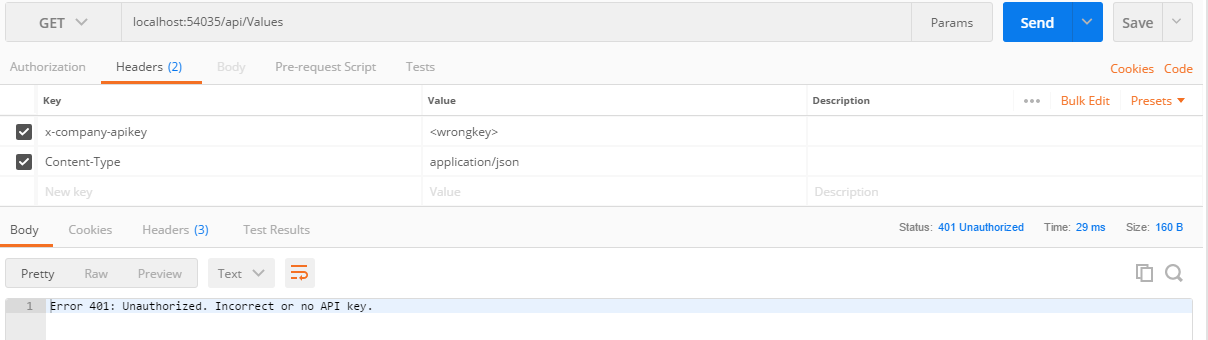 GET localhost:54035/api/Values Params Send Save
Authorization Headers (2) Body Pre-request Script Tests Cookies Code
Key Value Description ••• Bulk Edit Presets
x-company-apikey <wrongkey>
Content-Type application/json
New key Value Description
Body Cookies Headers (3) Test Results Status: 401 Unauthorized Time: 29 ms Size: 160 B
Pretty Raw Preview Text
1 Error 401: Unauthorized. Incorrect or no API key.